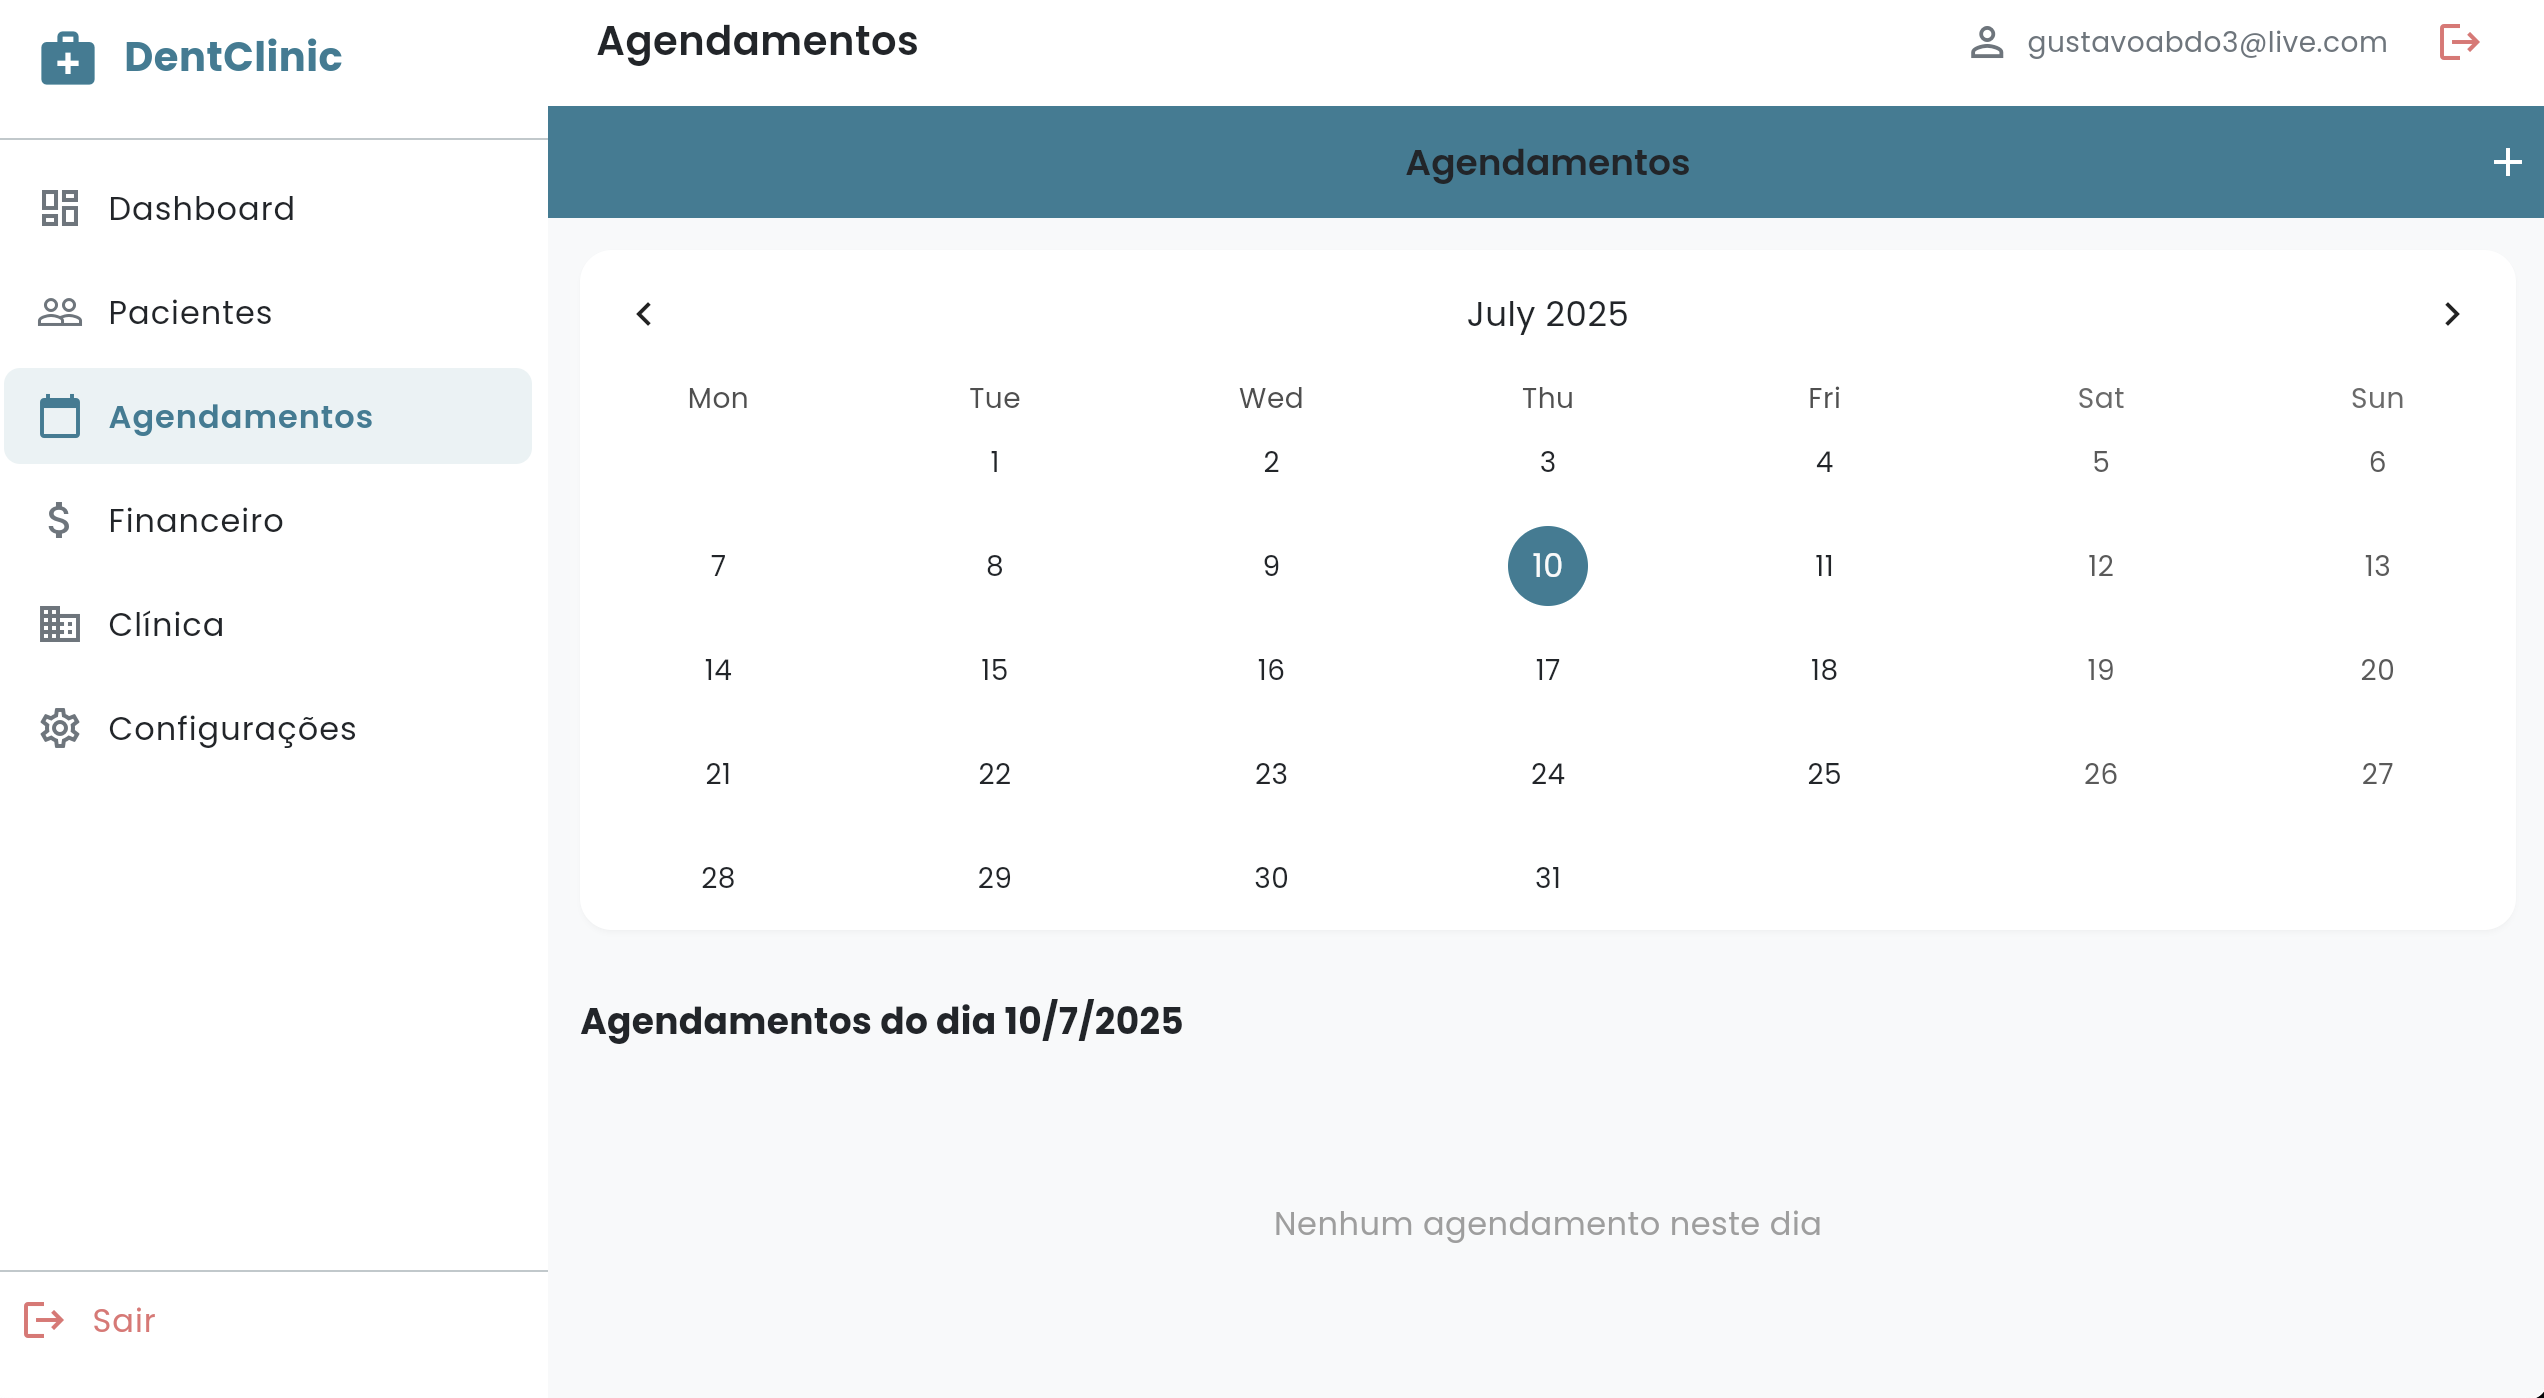 DentClinic
Dashboard
Pacientes
Agendamentos
Financeiro
Clínica
Configurações
Sair
Agendamentos
gustavoabdo3@live.com
Agendamentos
July 2025
Mon Tue Wed Thu Fri Sat Sun
1 2 3 4 5 6
7 8 9 10 11 12 13
14 15 16 17 18 19 20
21 22 23 24 25 26 27
28 29 30 31
Agendamentos do dia 10/7/2025
Nenhum agendamento neste dia